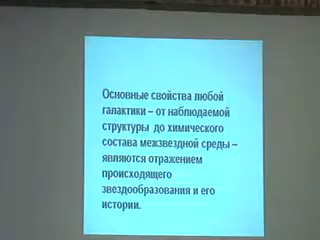 Основные свойства любой
галактики – от наблюдаемой
структуры до химического
состава межзвездной среды –
являются отражением
происходящего
звездообразования и его
истории.